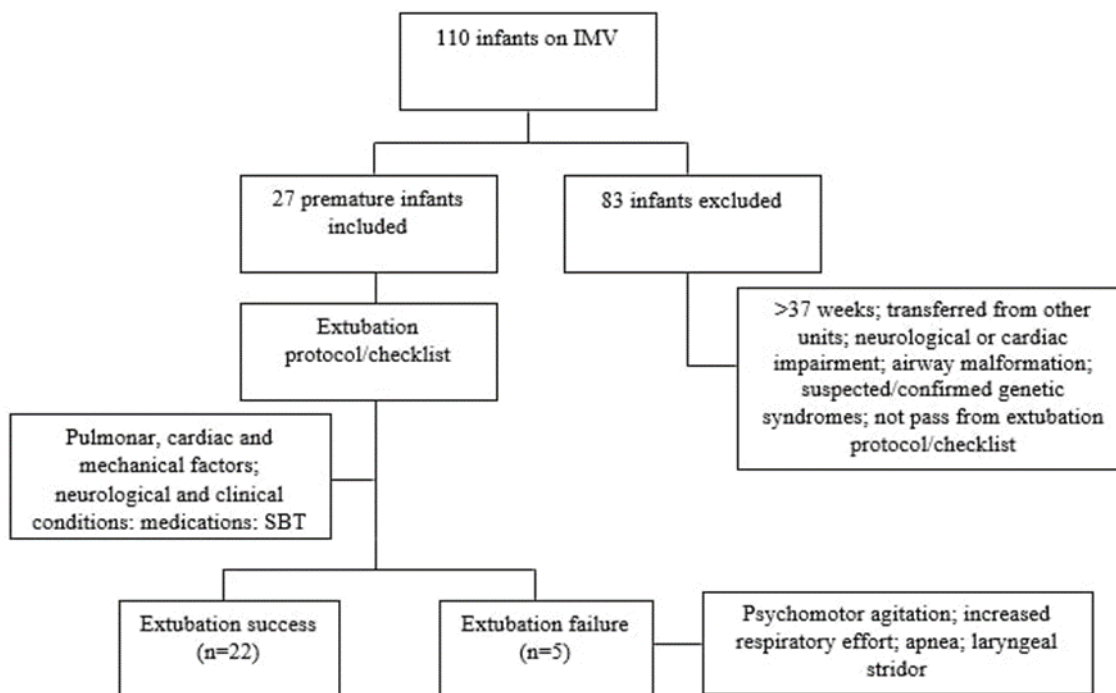 110 infants on IMV
27 premature infants
included
83 infants excluded
>37 weeks; transferred from other
units; neurological or cardiac
impairment; airway malformation;
suspected/confirmed genetic
syndromes; not pass from extubation
protocol/checklist
Extubation
protocol/checklist
Pulmonar, cardiac and
mechanical factors;
neurological and clinical
conditions: medications: SBT
Extubation success
(n=22)
Extubation failure
(n=5)
Psychomotor agitation; increased
respiratory effort; apnea; laryngeal
stridor